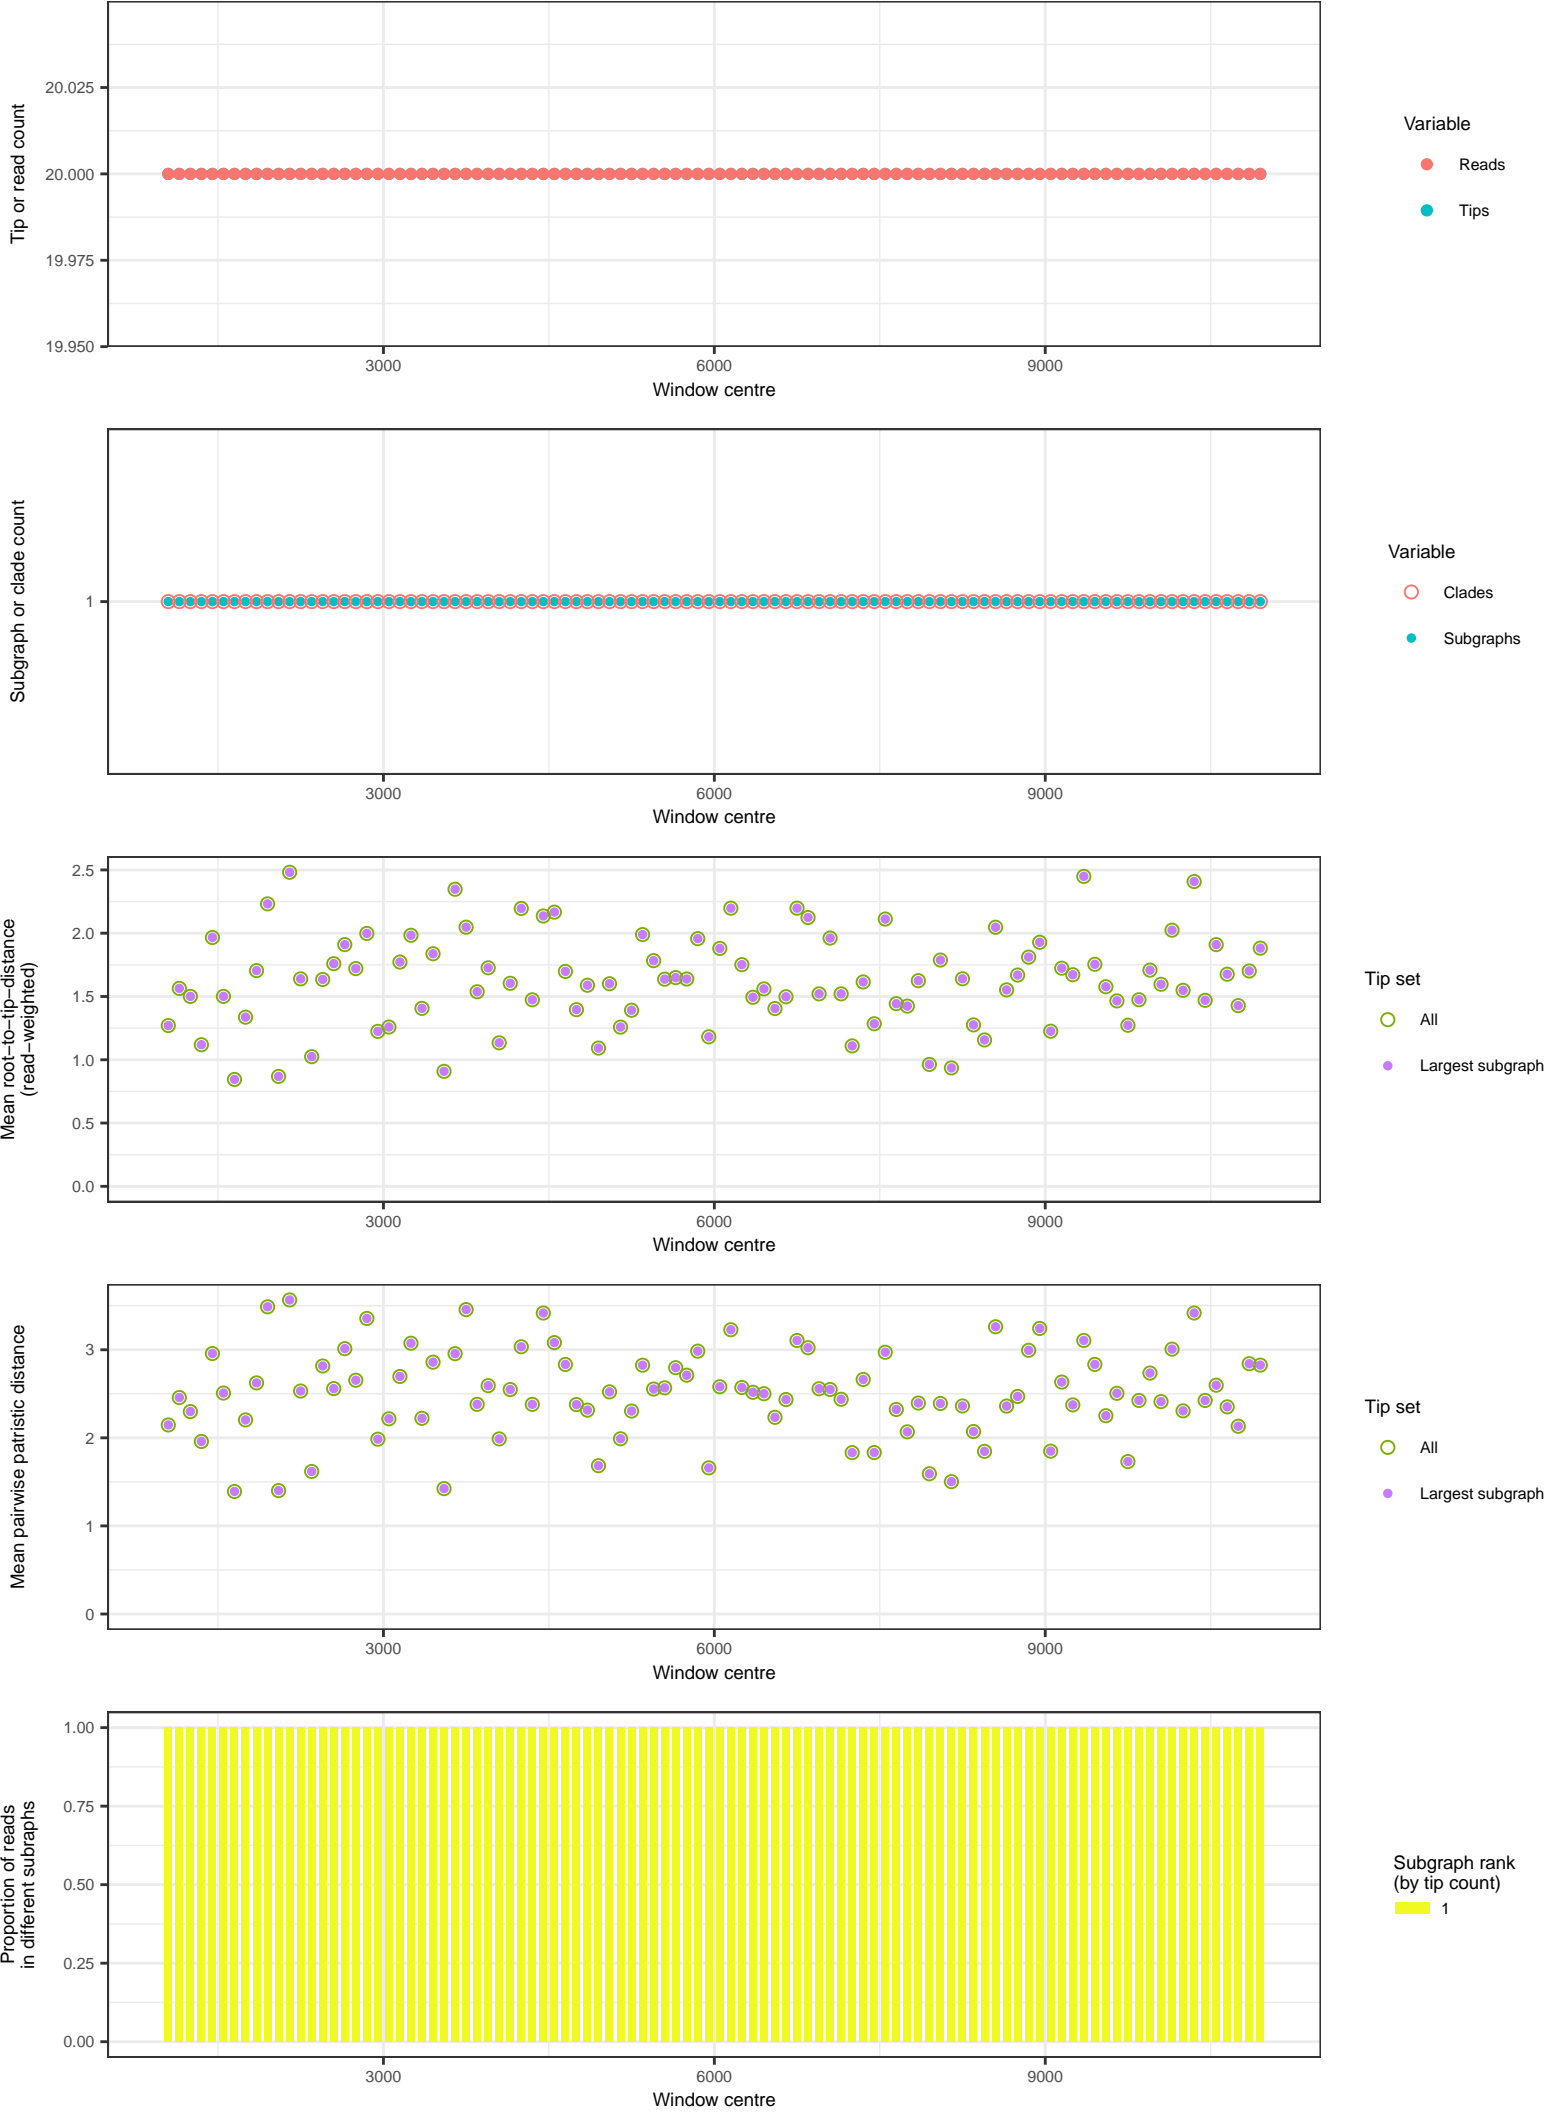 20.025
20.000
19.975
19.950
Tip or read count
3000
6000
9000
Window centre
Variable
Reads
Tips
1
Subgraph or clade count
3000
6000
9000
Window centre
Variable
Clades
Subgraphs
2.5
2.0
1.5
1.0
0.5
0.0
Mean root−to−tip−distance
(read−weighted)
3000
6000
9000
Window centre
Tip set
All
Largest subgraph
3
2
1
0
Mean pairwise patristic distance
3000
6000
9000
Window centre
Tip set
All
Largest subgraph
1.00
0.75
0.50
0.25
0.00
Proportion of reads
in different subraphs
3000
6000
9000
Window centre
Subgraph rank
(by tip count)
1